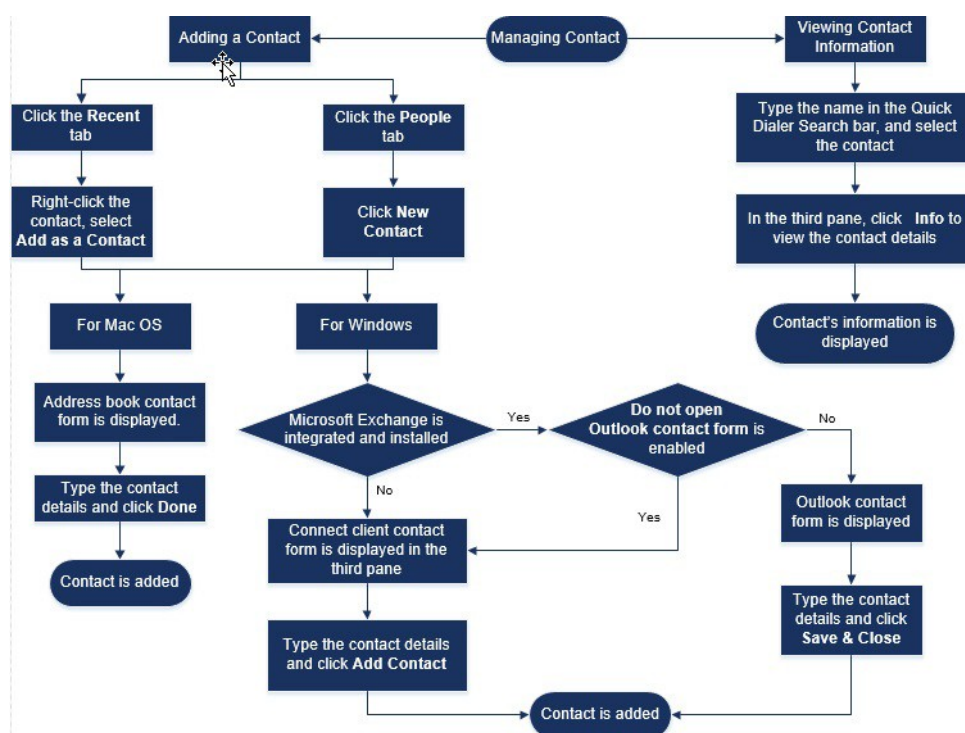 Adding a Contact
Managing Contact
Viewing Contact
Information
Click the Recent
tab
Click the People
tab
Type the name in the Quick
Dialer Search bar, and select
the contact
Right-click the
contact, select
Add as a Contact
Click New
Contact
In the third pane, click Info to
view the contact details
For Mac OS
For Windows
Contact's information is
displayed
Address book contact
form is displayed.
Microsoft Exchange is
integrated and installed
Yes
Do not open
Outlook contact form is
enabled
No
Type the contact
details and click Done
No
Yes
Outlook contact
form is displayed
Connect client contact
form is displayed in the
third pane
Contact is added
Type the contact
details and click
Save & Close
Type the contact details
and click Add Contact
Contact is added